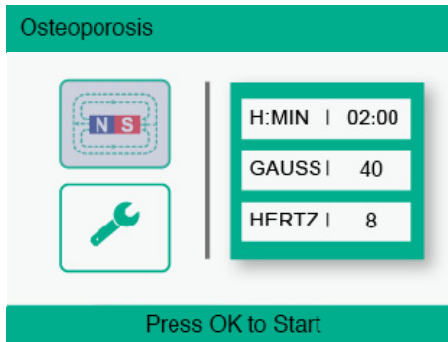 Osteoporosis
N S
H:MIN | 02:00
GAUSS | 40
HERTZ | 8
Press OK to Start